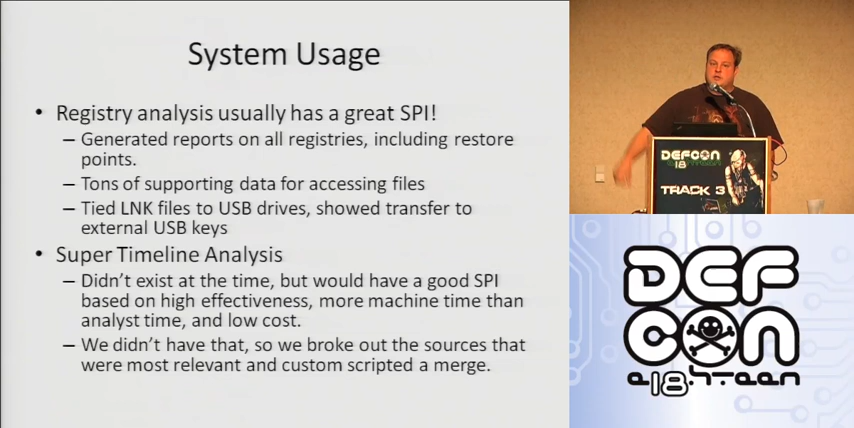 System Usage
• Registry analysis usually has a great SPI!
– Generated reports on all registries, including restore
points.
– Tons of supporting data for accessing files
– Tied LNK files to USB drives, showed transfer to
external USB keys
• Super Timeline Analysis
– Didn't exist at the time, but would have a good SPI
based on high effectiveness, more machine time than
analyst time, and low cost.
– We didn't have that, so we broke out the sources that
were most relevant and custom scripted a merge.
DEFCON
18
TRACK 3
DEF
CON
e18.hteen